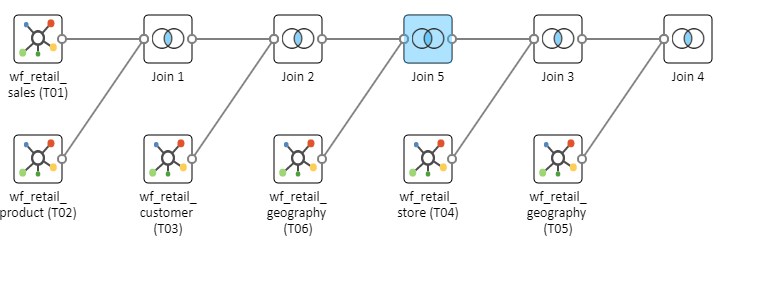 wf_retail_
sales (T01)
Join 1
Join 2
Join 5
Join 3
Join 4
wf_retail_
product (T02)
wf_retail_
customer
(T03)
wf_retail_
geography
(T06)
wf_retail_
store (T04)
wf_retail_
geography
(T05)